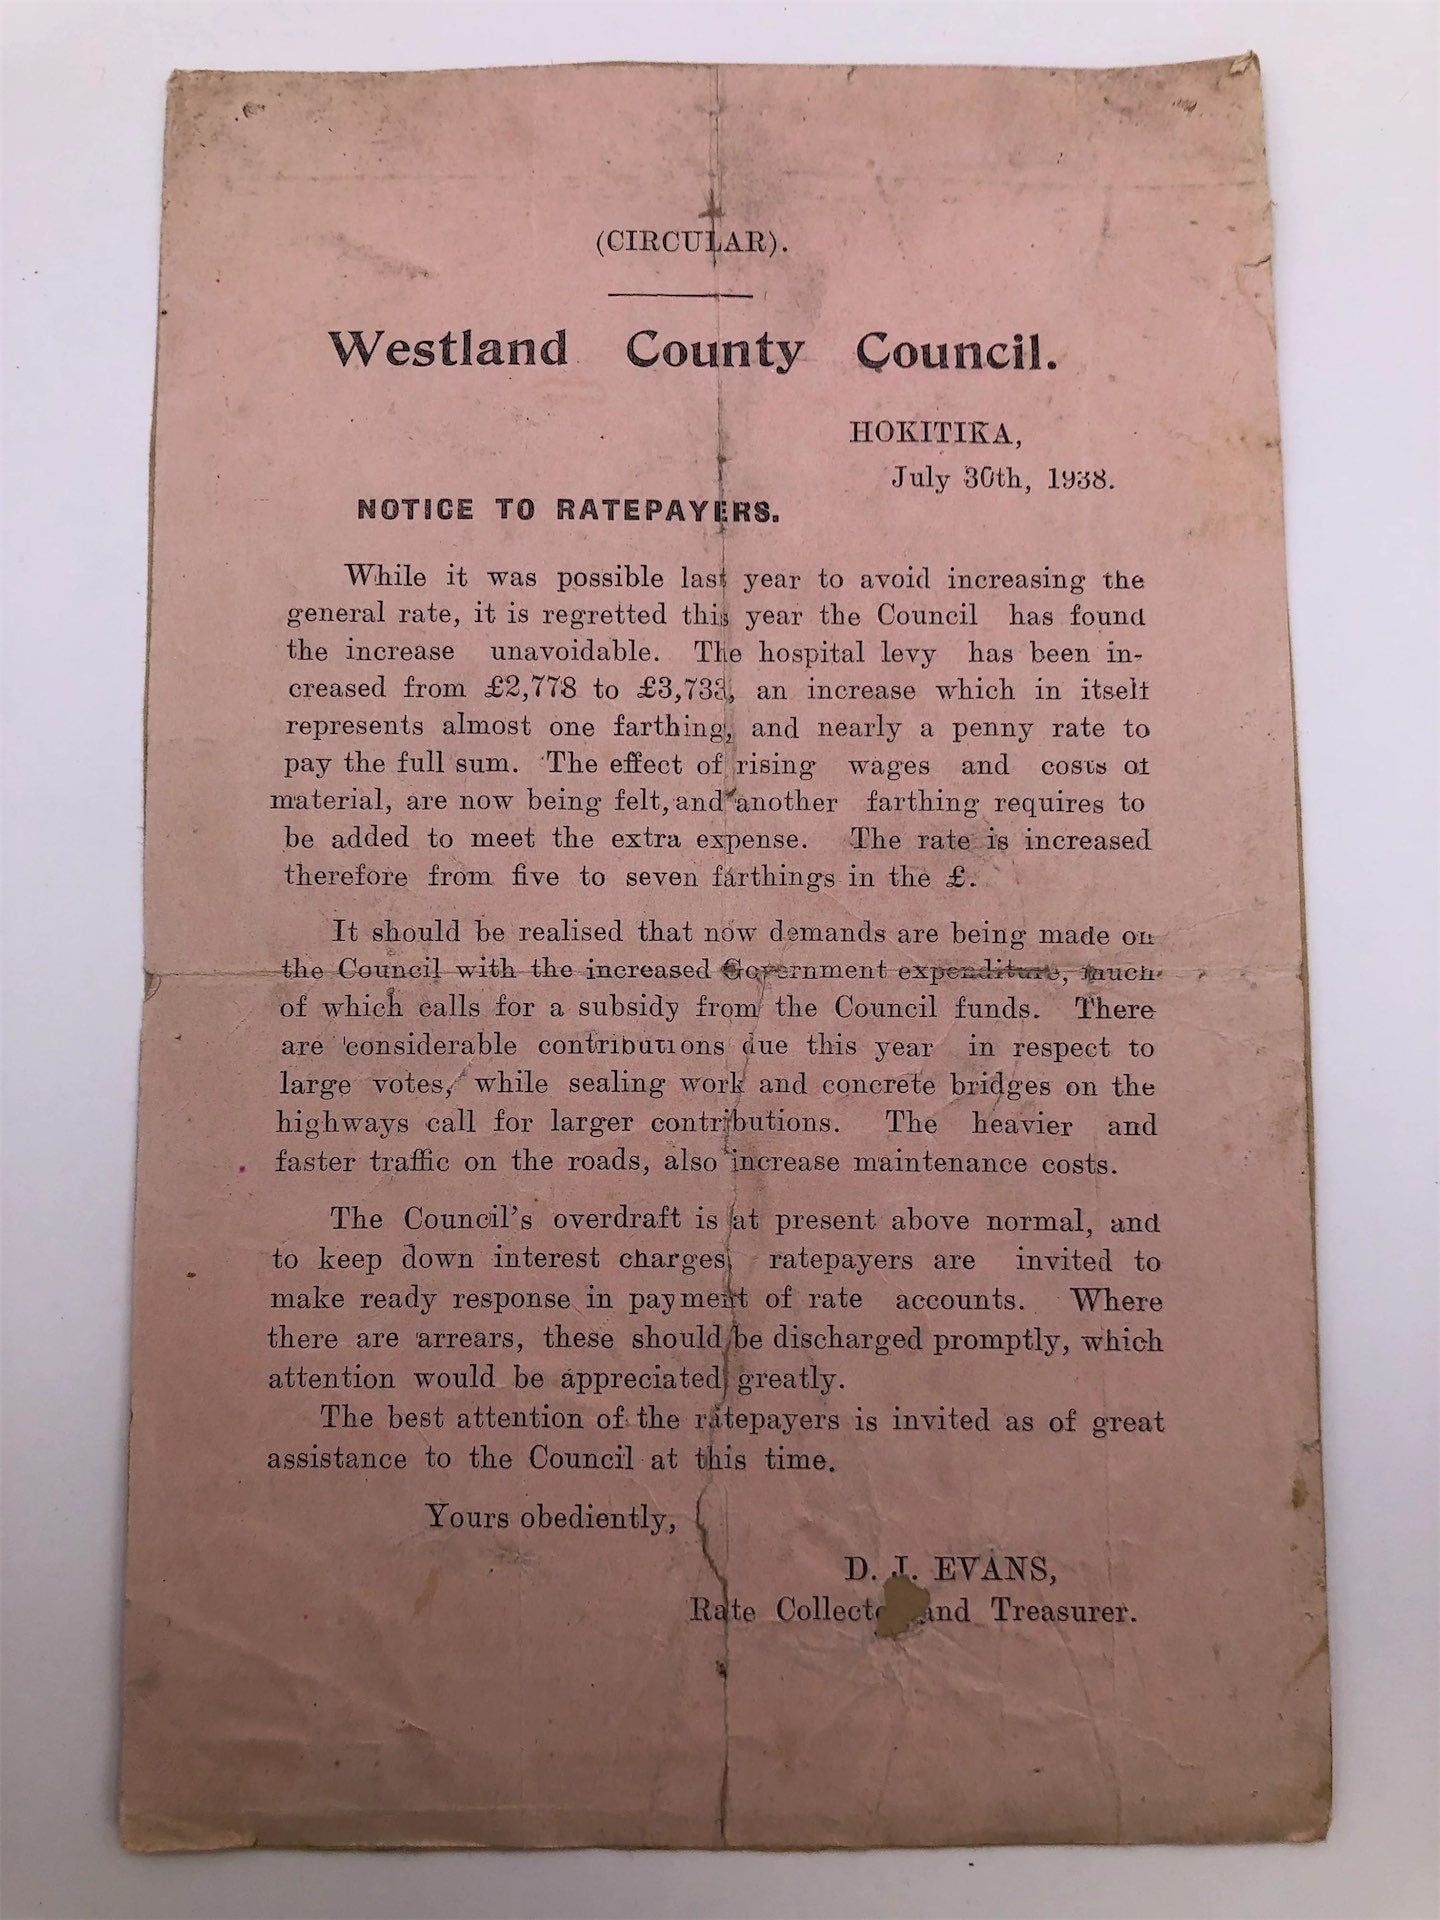 (CIRCULAR).
Westland County Council.
HOKITIKA,
July 30th, 1938.
NOTICE TO RATEPAYERS.
While it was possible last year to avoid increasing the
general rate, it is regretted this year the Council has found
the increase unavoidable. The hospital levy has been in-
creased from £2,778 to £3,733, an increase which in itself
represents almost one farthing, and nearly a penny rate to
pay the full sum. The effect of rising wages and costs of
material, are now being felt, and another farthing requires to
be added to meet the extra expense. The rate is increased
therefore from five to seven farthings in the £.
It should be realised that now demands are being made on
the Council with the increased Government expenditure, much
of which calls for a subsidy from the Council funds. There
are considerable contributions due this year in respect to
large votes, while sealing work and concrete bridges on the
highways call for larger contributions. The heavier and
faster traffic on the roads, also increase maintenance costs.
The Council's overdraft is at present above normal, and
to keep down interest charges, ratepayers are invited to
make ready response in payment of rate accounts. Where
there are arrears, these should be discharged promptly, which
attention would be appreciated greatly.
The best attention of the ratepayers is invited as of great
assistance to the Council at this time.
Yours obediently,
D. J. EVANS,
Rate Collector and Treasurer.